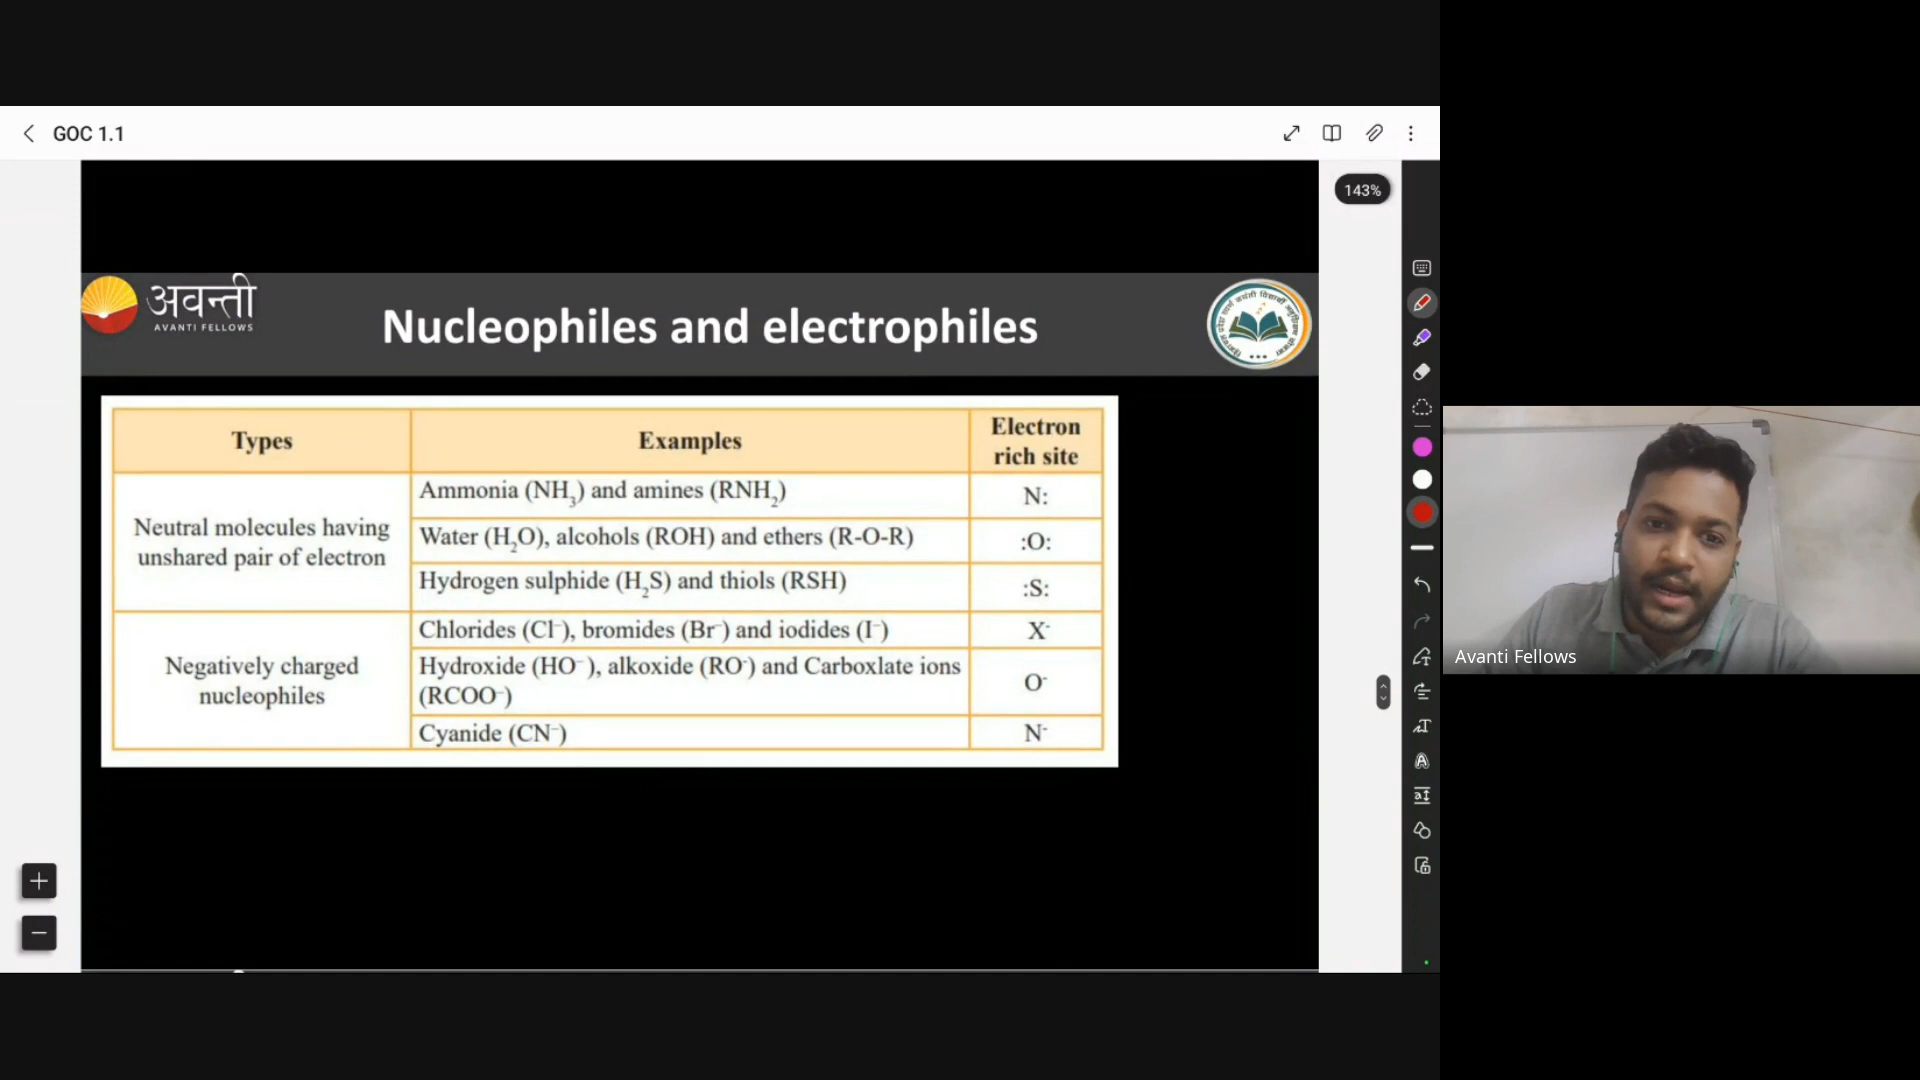 GOC 1.1
143%
अवन्ती
AVANTI FELLOWS
Nucleophiles and electrophiles
Types Examples Electron rich site
Neutral molecules having unshared pair of electron
Ammonia (NH₃) and amines (RNH₂) N:
Water (H₂O), alcohols (ROH) and ethers (R-O-R) :O:
Hydrogen sulphide (H₂S) and thiols (RSH) :S:
Negatively charged nucleophiles
Chlorides (Cl⁻), bromides (Br⁻) and iodides (I⁻) X⁻
Hydroxide (HO⁻ ), alkoxide (RO⁻) and Carboxlate ions
(RCOO⁻) O⁻
Cyanide (CN⁻) N⁻
Avanti Fellows